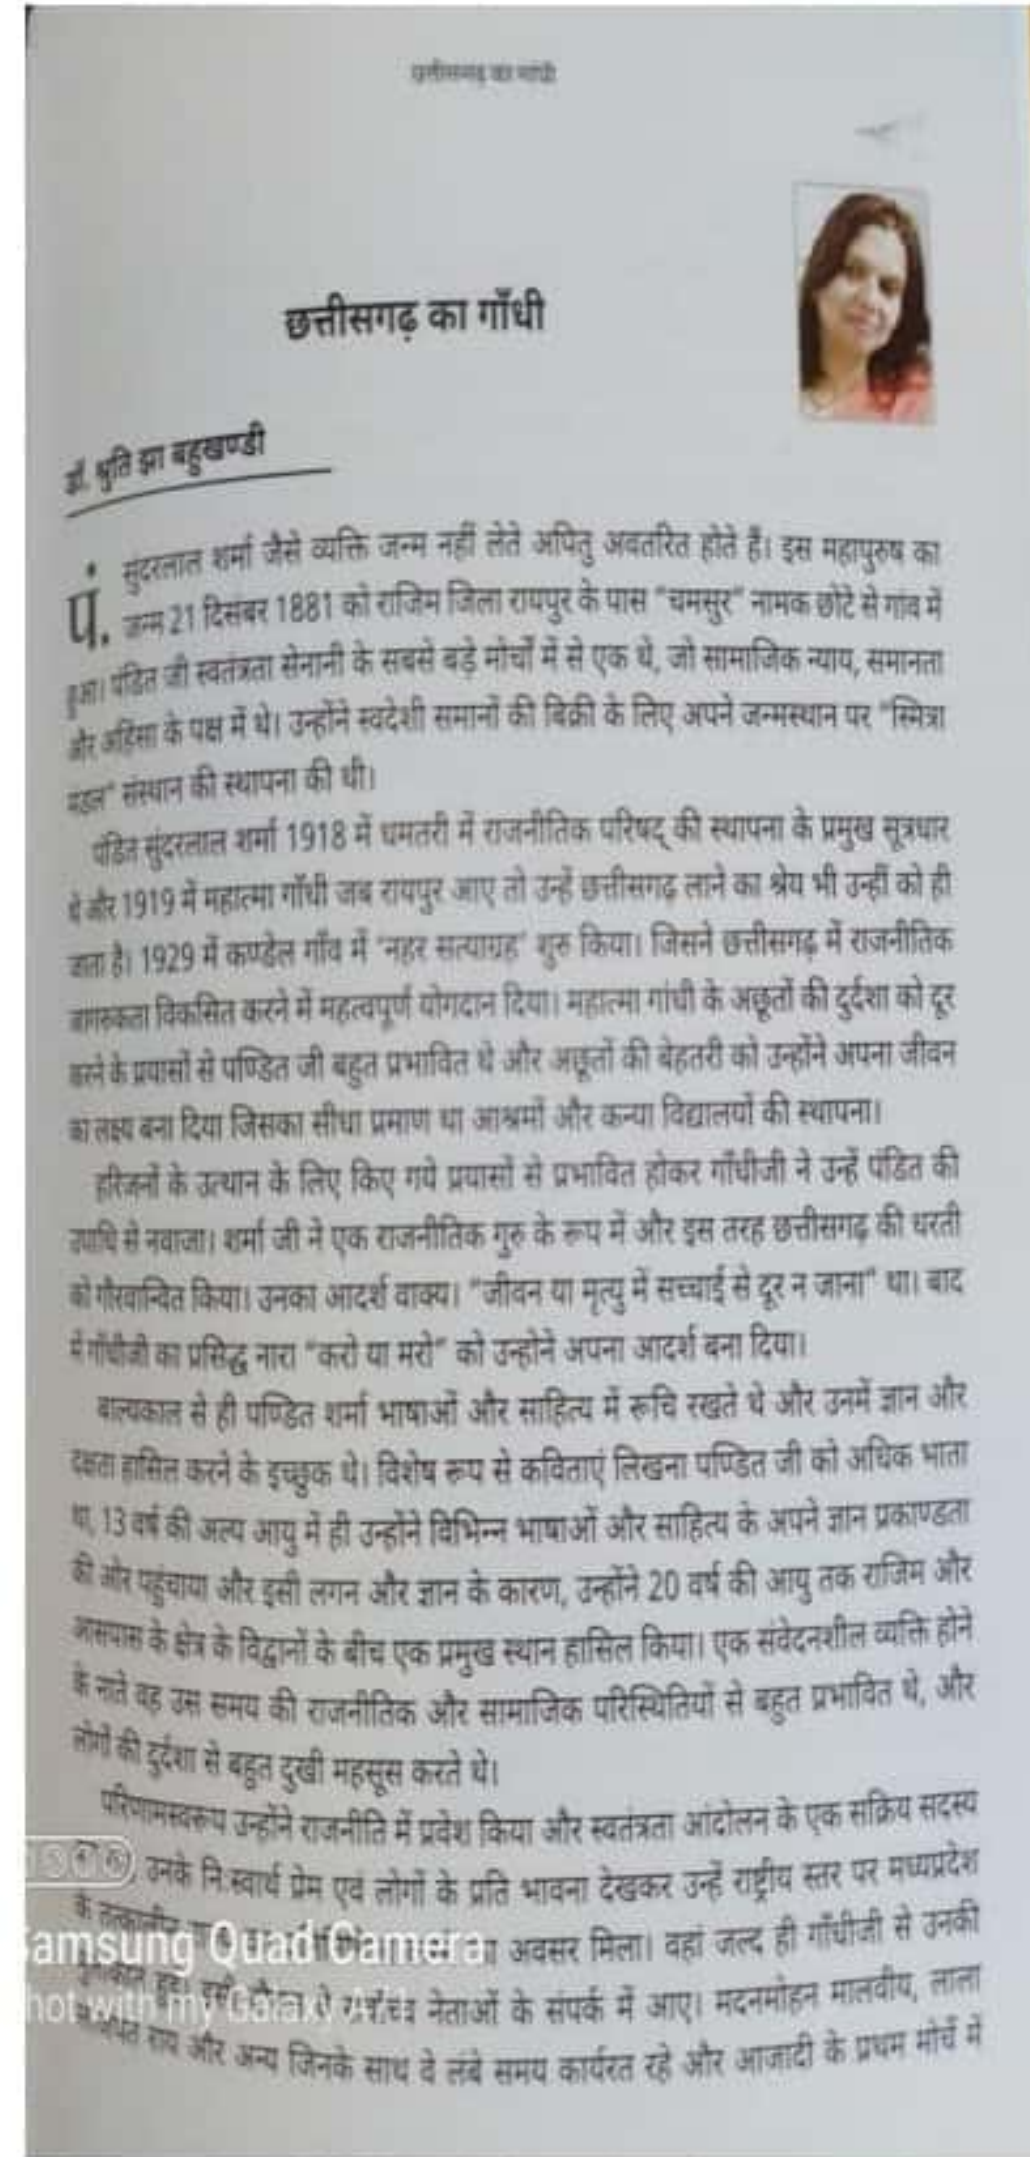 छत्तीसगढ़ का गांधी
छत्तीसगढ़ का गाँधी
डॉ. श्रुति झा बहुखण्डी
पं. सुंदरलाल शर्मा जैसे व्यक्ति जन्म नहीं लेते अपितु अवतरित होते हैं। इस महापुरुष का
जन्म 21 दिसंबर 1881 को राजिम जिला रायपुर के पास "चमसुर" नामक छोटे से गांव में
हुआ। पंडित जी स्वतंत्रता सेनानी के सबसे बड़े मोर्चों में से एक थे, जो सामाजिक न्याय, समानता
और अहिंसा के पक्ष में थे। उन्होंने स्वदेशी समानों की बिक्री के लिए अपने जन्मस्थान पर "स्मित्रा
मंडल" संस्थान की स्थापना की थी।
पंडित सुंदरलाल शर्मा 1918 में धमतरी में राजनीतिक परिषद् की स्थापना के प्रमुख सूत्रधार
थे और 1919 में महात्मा गाँधी जब रायपुर आए तो उन्हें छत्तीसगढ़ लाने का श्रेय भी उन्हीं को ही
जाता है। 1929 में कण्डेल गाँव में 'नहर सत्याग्रह' शुरु किया। जिसने छत्तीसगढ़ में राजनीतिक
जागरुकता विकसित करने में महत्वपूर्ण योगदान दिया। महात्मा गांधी के अछूतों की दुर्दशा को दूर
करने के प्रयासों से पण्डित जी बहुत प्रभावित थे और अछूतों की बेहतरी को उन्होंने अपना जीवन
का लक्ष्य बना दिया जिसका सीधा प्रमाण था आश्रमों और कन्या विद्यालयों की स्थापना।
हरिजनों के उत्थान के लिए किए गये प्रयासों से प्रभावित होकर गाँधीजी ने उन्हें पंडित की
उपाधि से नवाजा। शर्मा जी ने एक राजनीतिक गुरु के रूप में और इस तरह छत्तीसगढ़ की धरती
को गौरवान्वित किया। उनका आदर्श वाक्य। "जीवन या मृत्यु में सच्चाई से दूर न जाना" था। बाद
में गाँधीजी का प्रसिद्ध नारा "करो या मरो" को उन्होने अपना आदर्श बना दिया।
बाल्यकाल से ही पण्डित शर्मा भाषाओं और साहित्य में रूचि रखते थे और उनमें ज्ञान और
दक्षता हासिल करने के इच्छुक थे। विशेष रूप से कविताएं लिखना पण्डित जी को अधिक भाता
था, 13 वर्ष की अल्प आयु में ही उन्होंने विभिन्न भाषाओं और साहित्य के अपने ज्ञान प्रकाण्डता
की ओर पहुंचाया और इसी लगन और ज्ञान के कारण, उन्होंने 20 वर्ष की आयु तक राजिम और
आसपास के क्षेत्र के विद्वानों के बीच एक प्रमुख स्थान हासिल किया। एक संवेदनशील व्यक्ति होने
के नाते वह उस समय की राजनीतिक और सामाजिक परिस्थितियों से बहुत प्रभावित थे, और
लोगों की दुर्दशा से बहुत दुखी महसूस करते थे।
परिणामस्वरूप उन्होंने राजनीति में प्रवेश किया और स्वतंत्रता आंदोलन के एक सक्रिय सदस्य
उनके नि:स्वार्थ प्रेम एवं लोगों के प्रति भावना देखकर उन्हें राष्ट्रीय स्तर पर मध्यप्रदेश
के तत्कालीन अवसर मिला। वहां जल्द ही गाँधीजी से उनकी
Samsung Quad Camera
नेताओं के संपर्क में आए। मदनमोहन मालवीय, लाला
Shot with my Galaxy
राय और अन्य जिनके साथ वे लंबे समय कार्यरत रहे और आजादी के प्रथम मोर्चे में